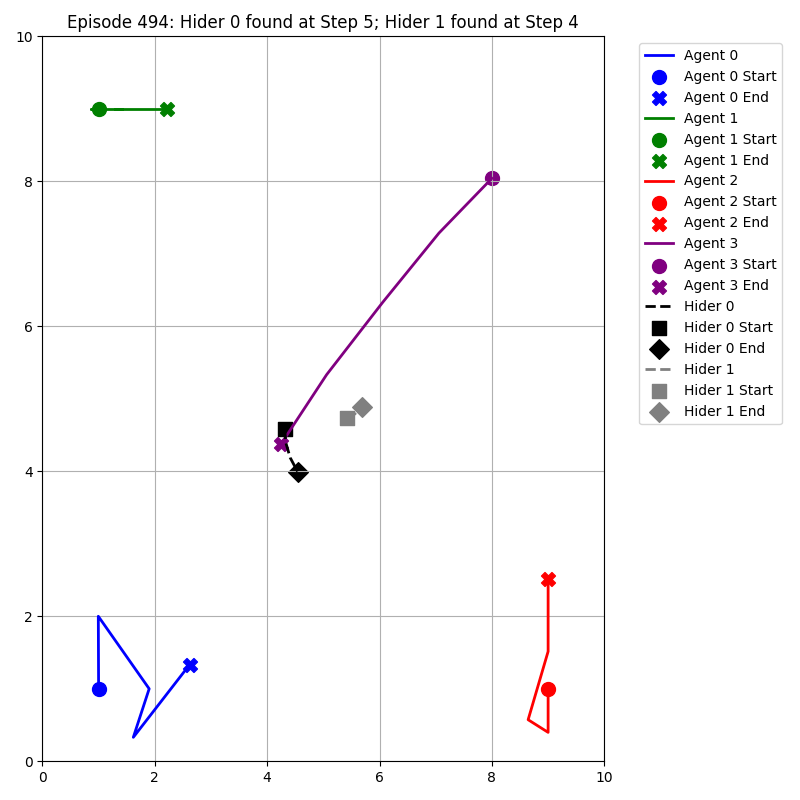 Episode 494: Hider 0 found at Step 5; Hider 1 found at Step 4
10
8
6
4
2
0
0 2 4 6 8 10
Agent 0
Agent 0 Start
Agent 0 End
Agent 1
Agent 1 Start
Agent 1 End
Agent 2
Agent 2 Start
Agent 2 End
Agent 3
Agent 3 Start
Agent 3 End
Hider 0
Hider 0 Start
Hider 0 End
Hider 1
Hider 1 Start
Hider 1 End